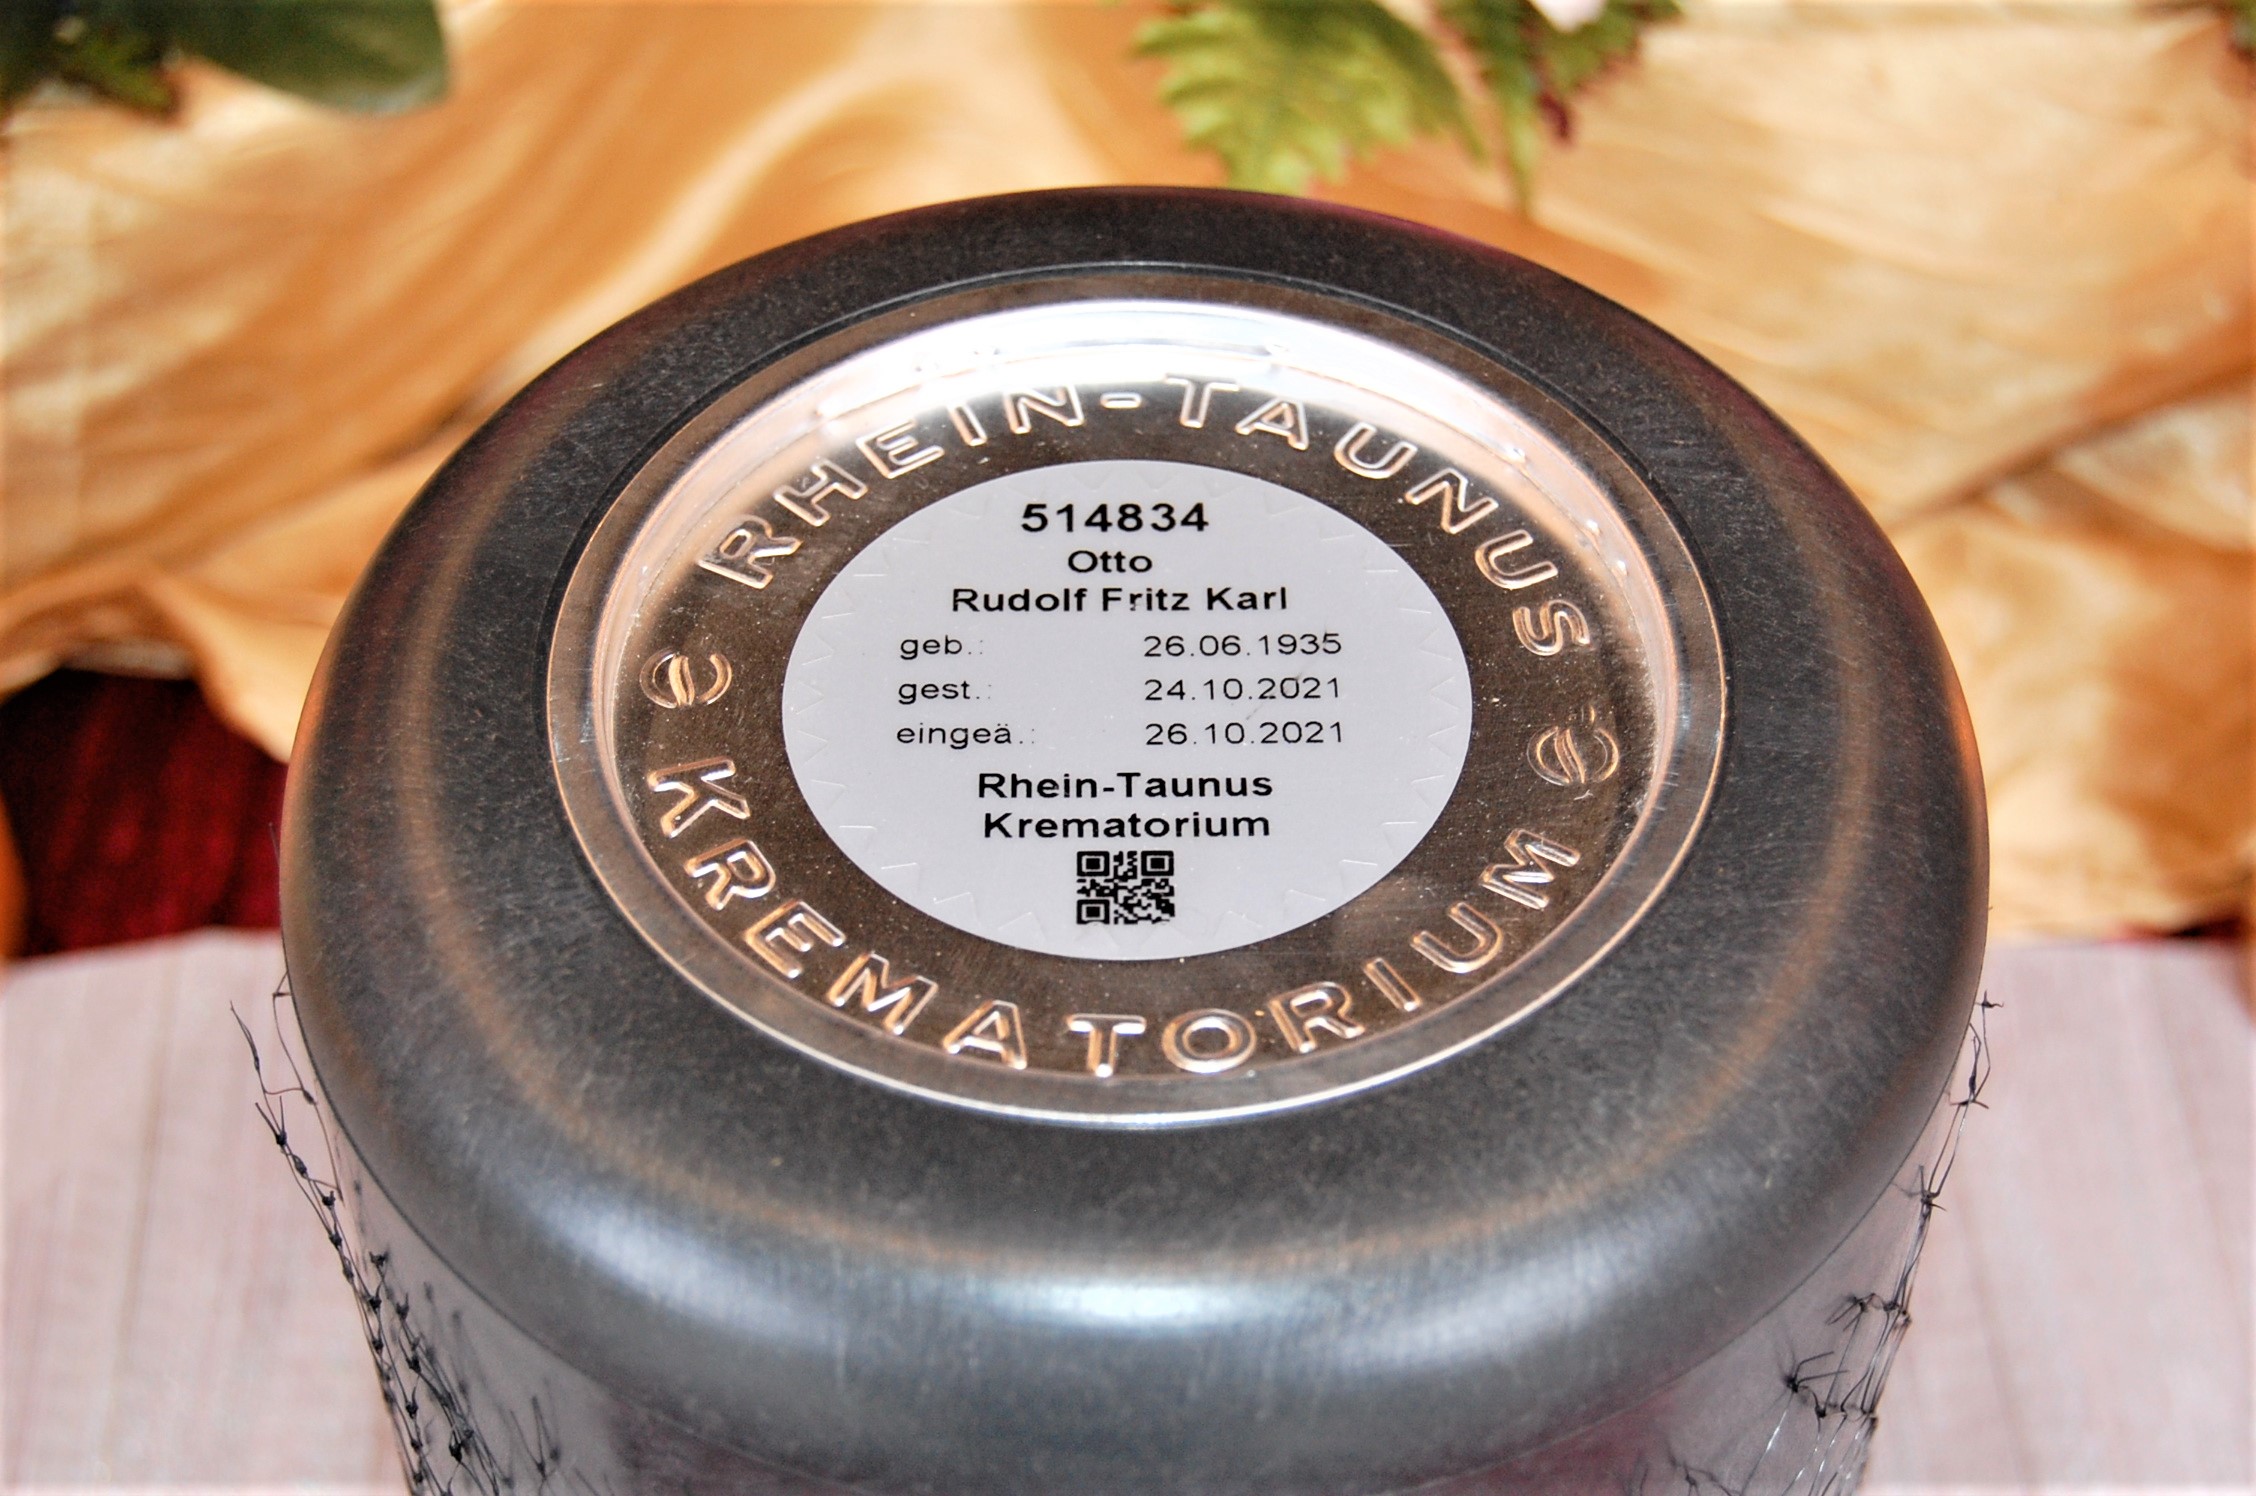 RHEIN-TAUNUS
514834
Otto
Rudolf Fritz Karl
geb.: 26.06.1935
gest.: 24.10.2021
eingeä.: 26.10.2021
Rhein-Taunus
Krematorium
KREMATORIUM